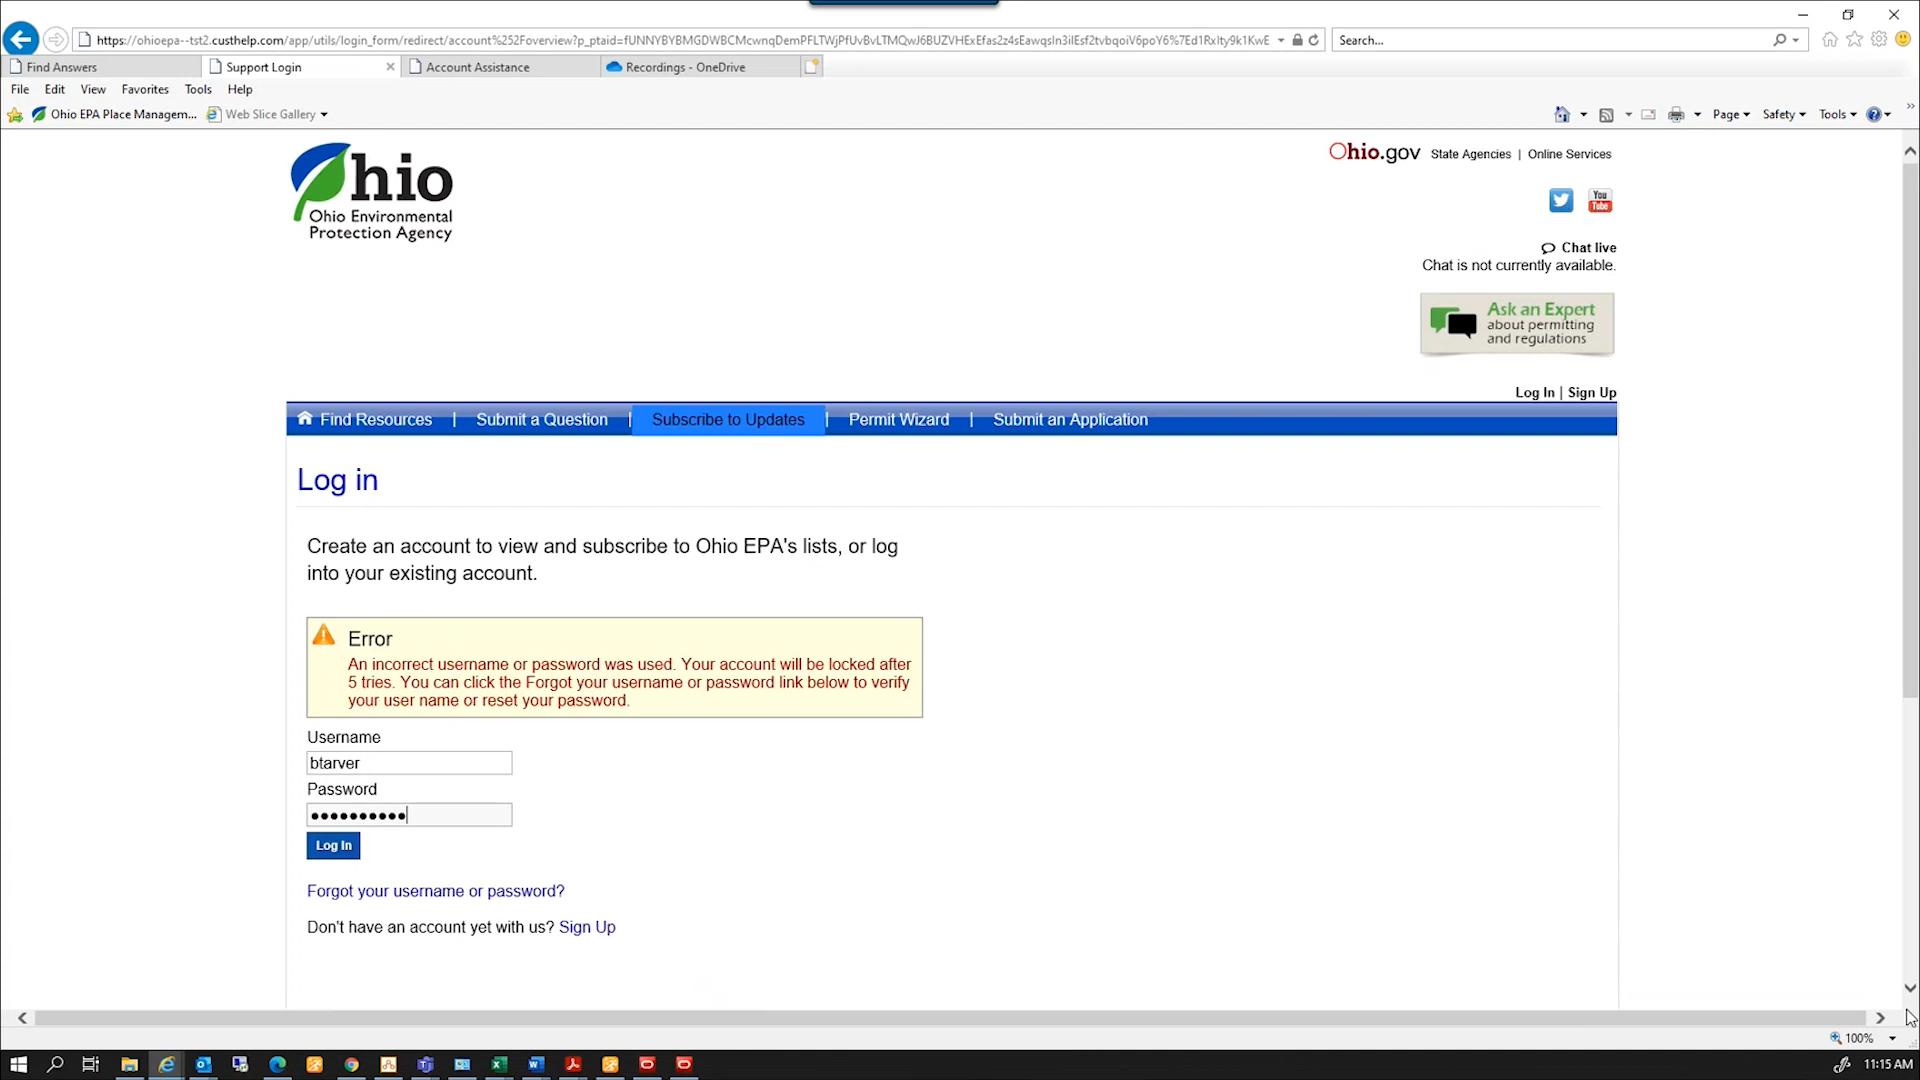 https://ohioepa--tst2.custhelp.com/app/utils/login_form/redirect/account%252Foverview?p_ptaid=
Search...
Find Answers
Support Login
Account Assistance
Recordings - OneDrive
File Edit View Favorites Tools Help
Ohio EPA Place Managem...
Web Slice Gallery
Page
Safety
Tools
Ohio
Ohio Environmental
Protection Agency
Ohio.gov State Agencies | Online Services
You
Tube
Chat live
Chat is not currently available.
Ask an Expert
about permitting
and regulations
Log In | Sign Up
Find Resources | Submit a Question | Subscribe to Updates | Permit Wizard | Submit an Application
Log in
Create an account to view and subscribe to Ohio EPA's lists, or log
into your existing account.
Error
An incorrect username or password was used. Your account will be locked after
5 tries. You can click the Forgot your username or password link below to verify
your user name or reset your password.
Username
btarver
Password
Log In
Forgot your username or password?
Don't have an account yet with us? Sign Up
100%
11:15 AM